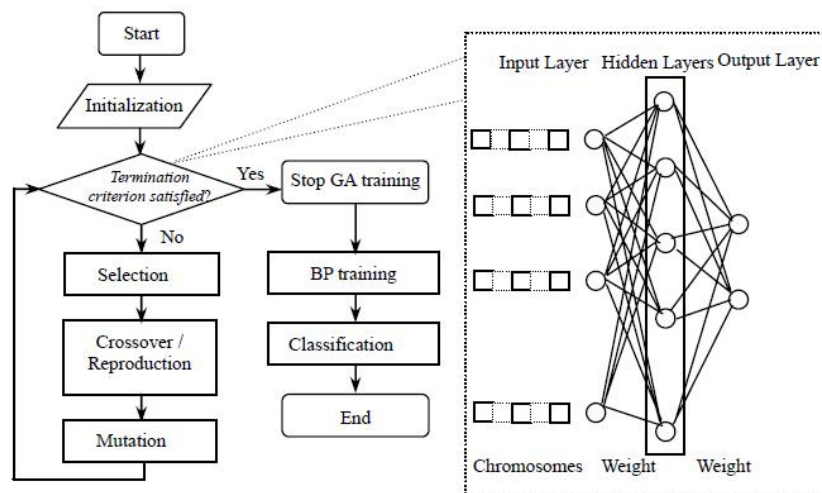 Start
Initialization
Termination
criterion satisfied?
Yes
No
Selection
Crossover /
Reproduction
Mutation
Stop GA training
BP training
Classification
End
Input Layer
Hidden Layers
Output Layer
Chromosomes
Weight
Weight